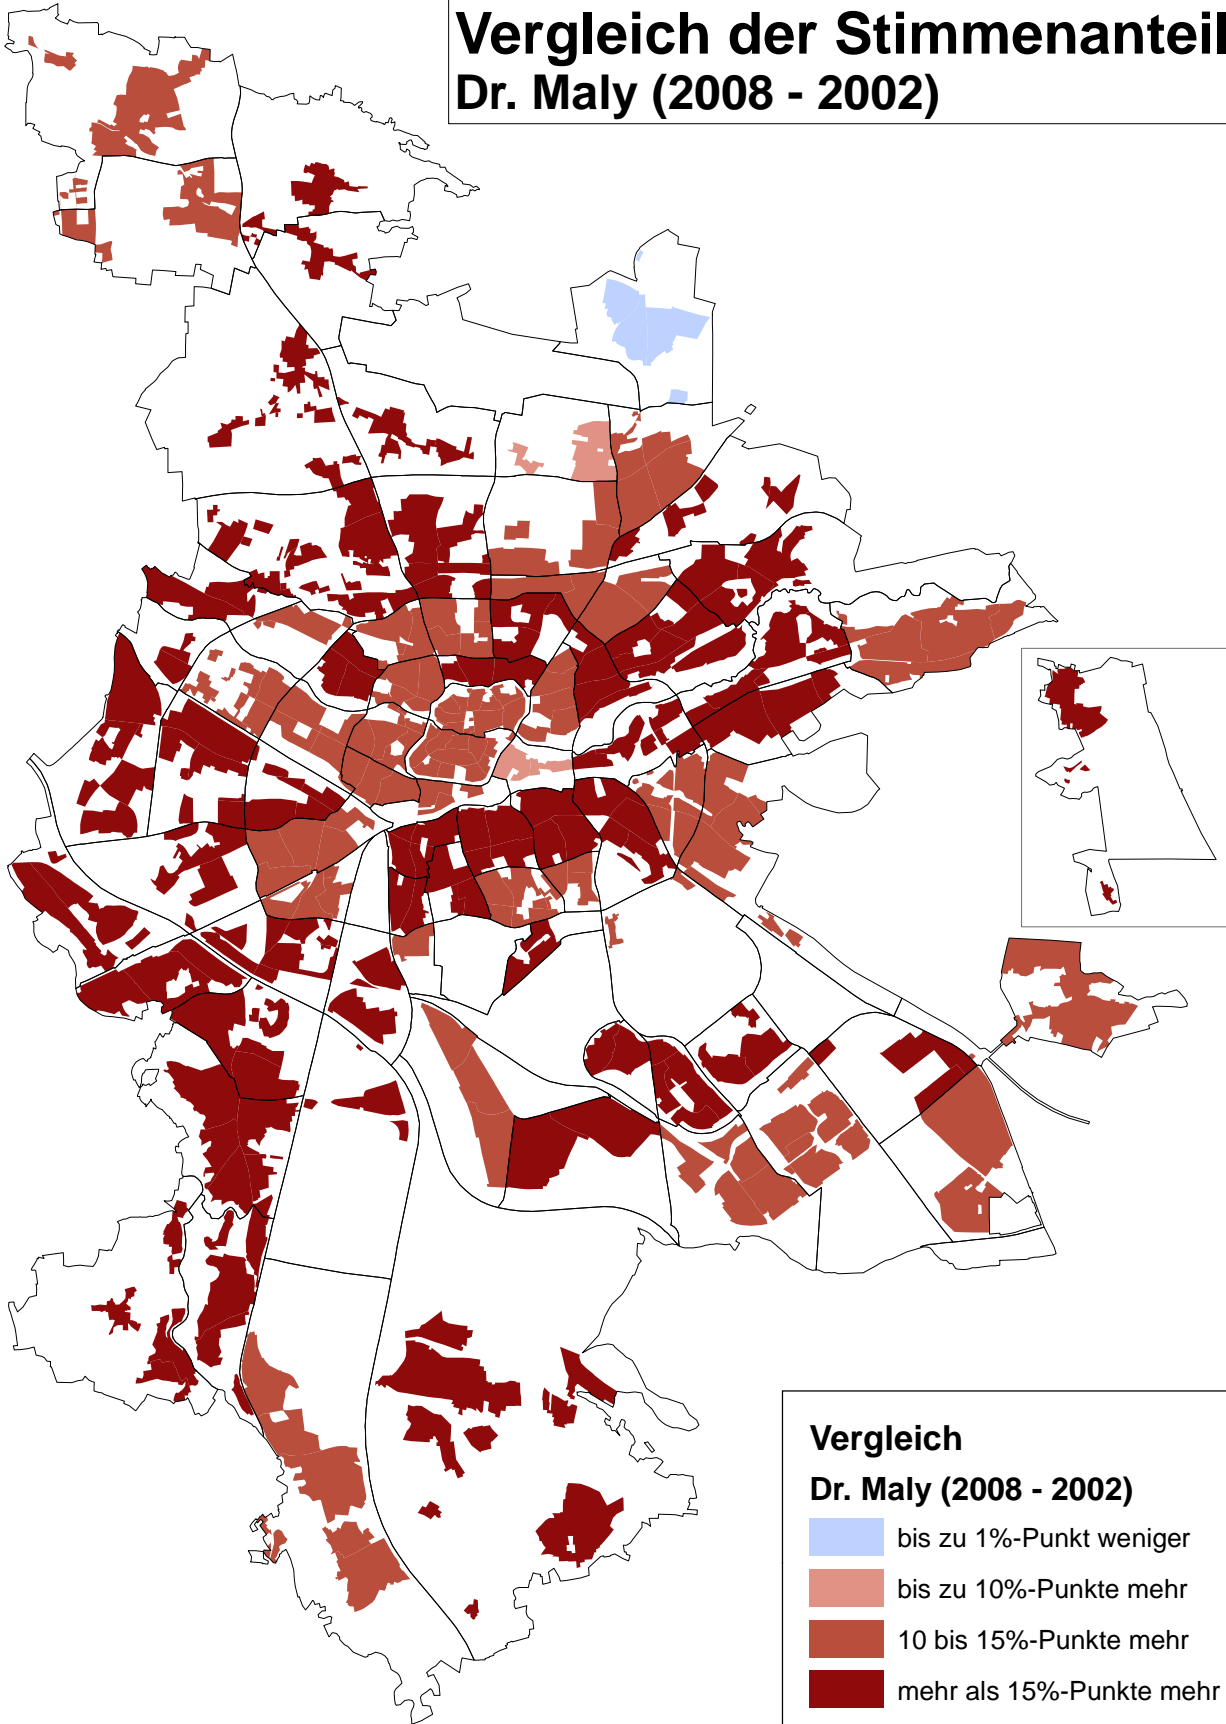 Vergleich der Stimmenanteil
Dr. Maly (2008 - 2002)
Vergleich
Dr. Maly (2008 - 2002)
bis zu 1%-Punkt weniger
bis zu 10%-Punkte mehr
10 bis 15%-Punkte mehr
mehr als 15%-Punkte mehr